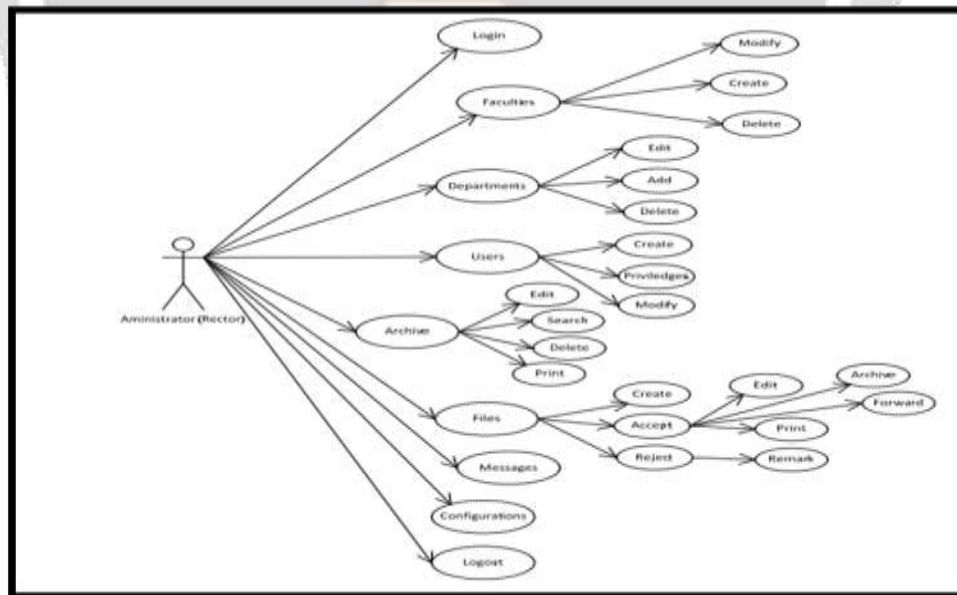 Login
Faculties
Modify
Create
Delete
Departments
Edit
Add
Delete
Users
Create
Priviledges
Modify
Aministrator (Rector)
Archive
Edit
Search
Delete
Print
Files
Create
Accept
Reject
Edit
Archive
Forward
Print
Remark
Messages
Configurations
Logout